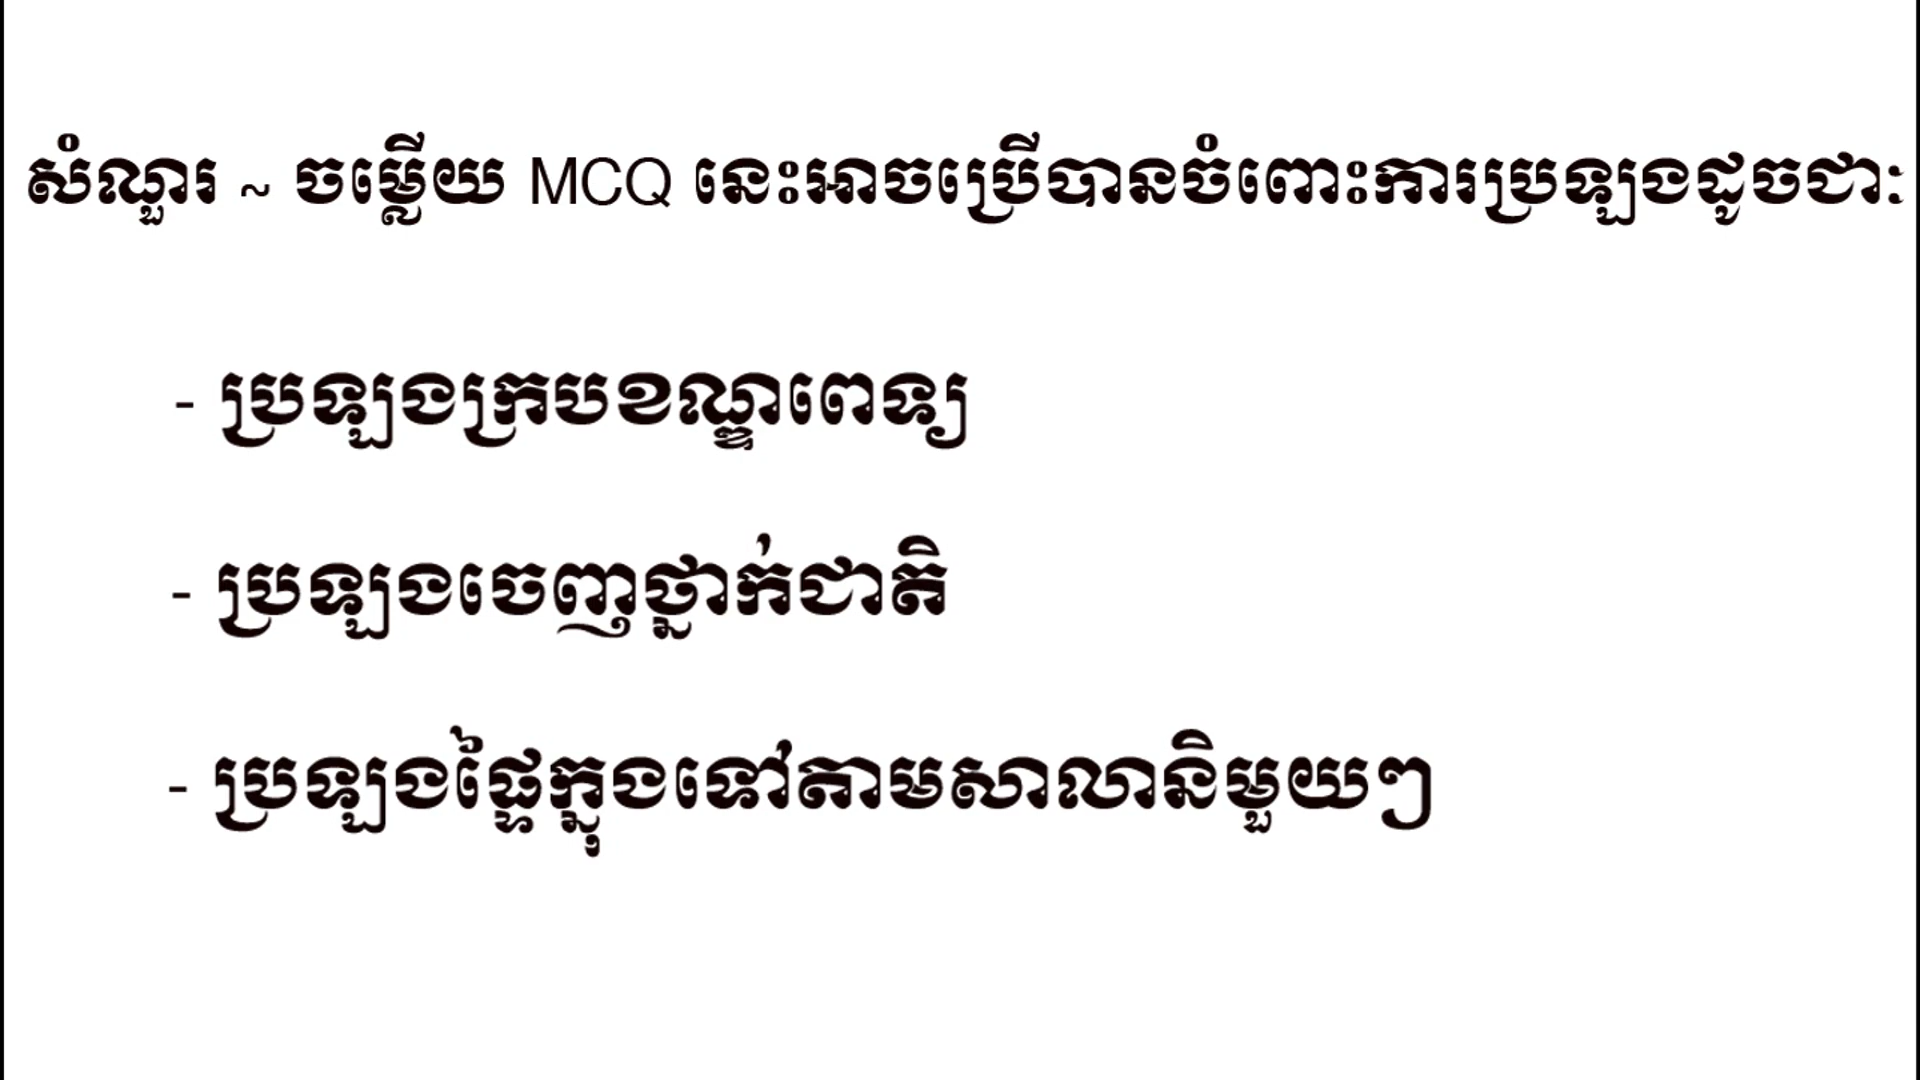 សំណួរ ~ ចម្លើយ MCQ នេះអាចប្រើបានចំពោះការប្រឡងដូចជាៈ
- ប្រឡងក្របខណ្ឌពេទ្យ
- ប្រឡងចេញថ្នាក់ជាតិ
- ប្រឡងផ្ទៃក្នុងទៅតាមសាលានិមួយៗ